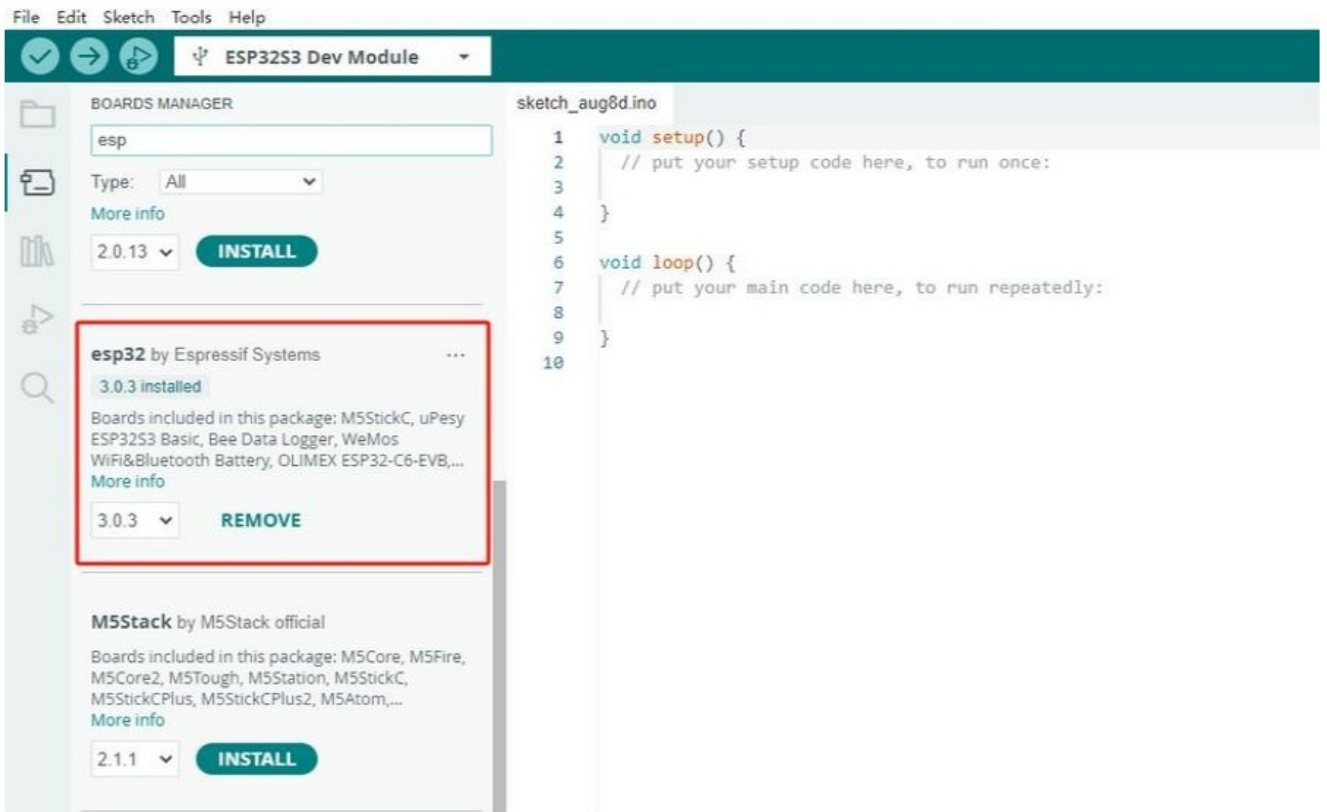 File Edit Sketch Tools Help
ESP32S3 Dev Module
BOARDS MANAGER
esp
Type: All
More info
2.0.13 INSTALL
esp32 by Espressif Systems ...
3.0.3 installed
Boards included in this package: M5StickC, uPesy
ESP32S3 Basic, Bee Data Logger, WeMos
WiFi&Bluetooth Battery, OLIMEX ESP32-C6-EVB,...
More info
3.0.3 REMOVE
M5Stack by M5Stack official
Boards included in this package: M5Core, M5Fire,
M5Core2, M5Tough, M5Station, M5StickC,
M5StickCPlus, M5StickCPlus2, M5Atom,...
More info
2.1.1 INSTALL
sketch_aug8d.ino
1 void setup() {
2 // put your setup code here, to run once:
3
4 }
5
6 void loop() {
7 // put your main code here, to run repeatedly:
8
9 }
10